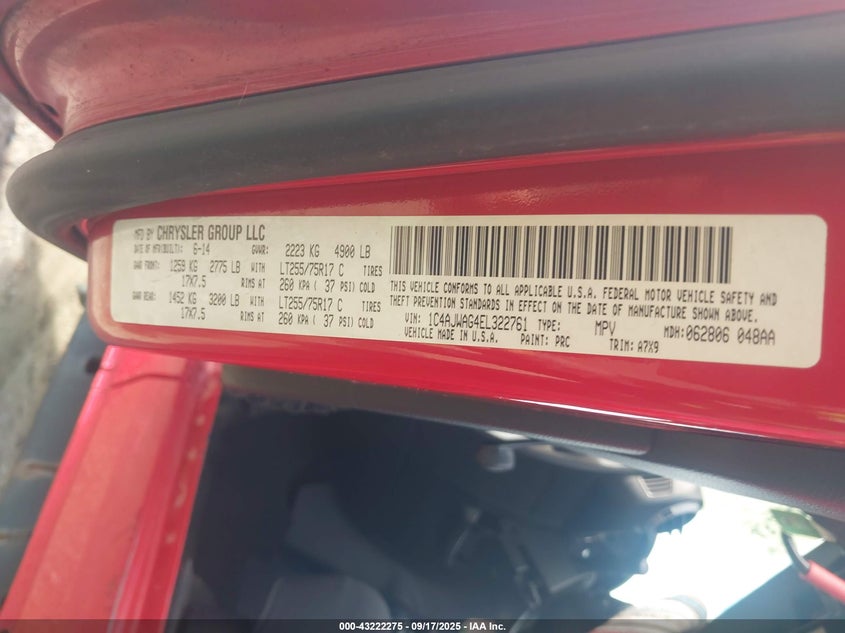 MFD BY CHRYSLER GROUP LLC
DATE OF MFR(BUILT): 6-14 GVWR: 2223 KG 4900 LB
GAWR FRONT: 1259 KG 2775 LB WITH LT255/75R17 C TIRES
17X7.5 RIMS AT 260 KPA ( 37 PSI) COLD
GAWR REAR: 1452 KG 3200 LB WITH LT255/75R17 C TIRES
17X7.5 RIMS AT 260 KPA ( 37 PSI) COLD
THIS VEHICLE CONFORMS TO ALL APPLICABLE U.S.A. FEDERAL MOTOR VEHICLE SAFETY AND
THEFT PREVENTION STANDARDS IN EFFECT ON THE DATE OF MANUFACTURE SHOWN ABOVE.
VIN: 1C4AJWAG4EL322761 TYPE: MPV MDH: 062806 048AA
VEHICLE MADE IN U.S.A. PAINT: PRC TRIM: A7X9
000-43222275 - 09/17/2025 - IAA Inc.